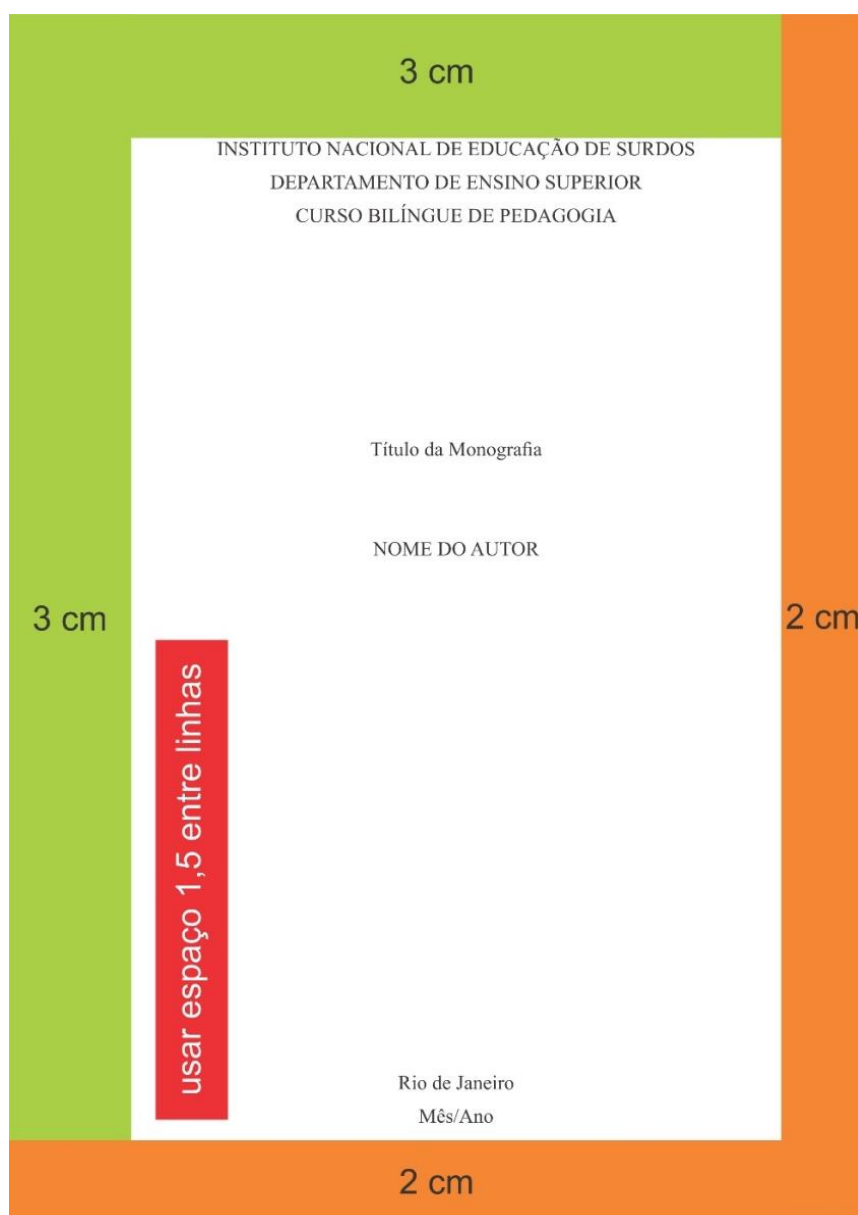 3 cm
INSTITUTO NACIONAL DE EDUCAÇÃO DE SURDOS
DEPARTAMENTO DE ENSINO SUPERIOR
CURSO BILÍNGUE DE PEDAGOGIA
Título da Monografia
NOME DO AUTOR
3 cm
2 cm
usar espaço 1,5 entre linhas
Rio de Janeiro
Mês/Ano
2 cm